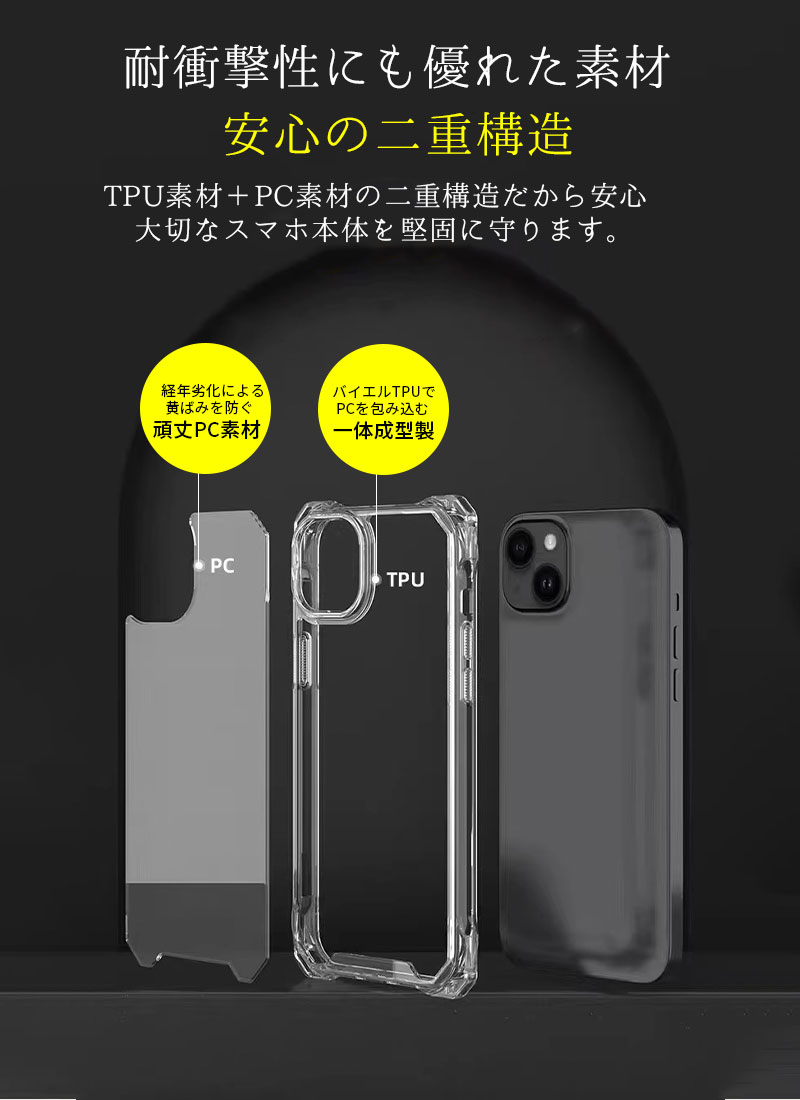 耐衝撃性にも優れた素材
安心の二重構造
TPU素材＋PC素材の二重構造だから安心
大切なスマホ本体を堅固に守ります。
経年劣化による
黄ばみを防ぐ
頑丈PC素材
バイエルTPUで
PCを包み込む
一体成型製
PC
TPU